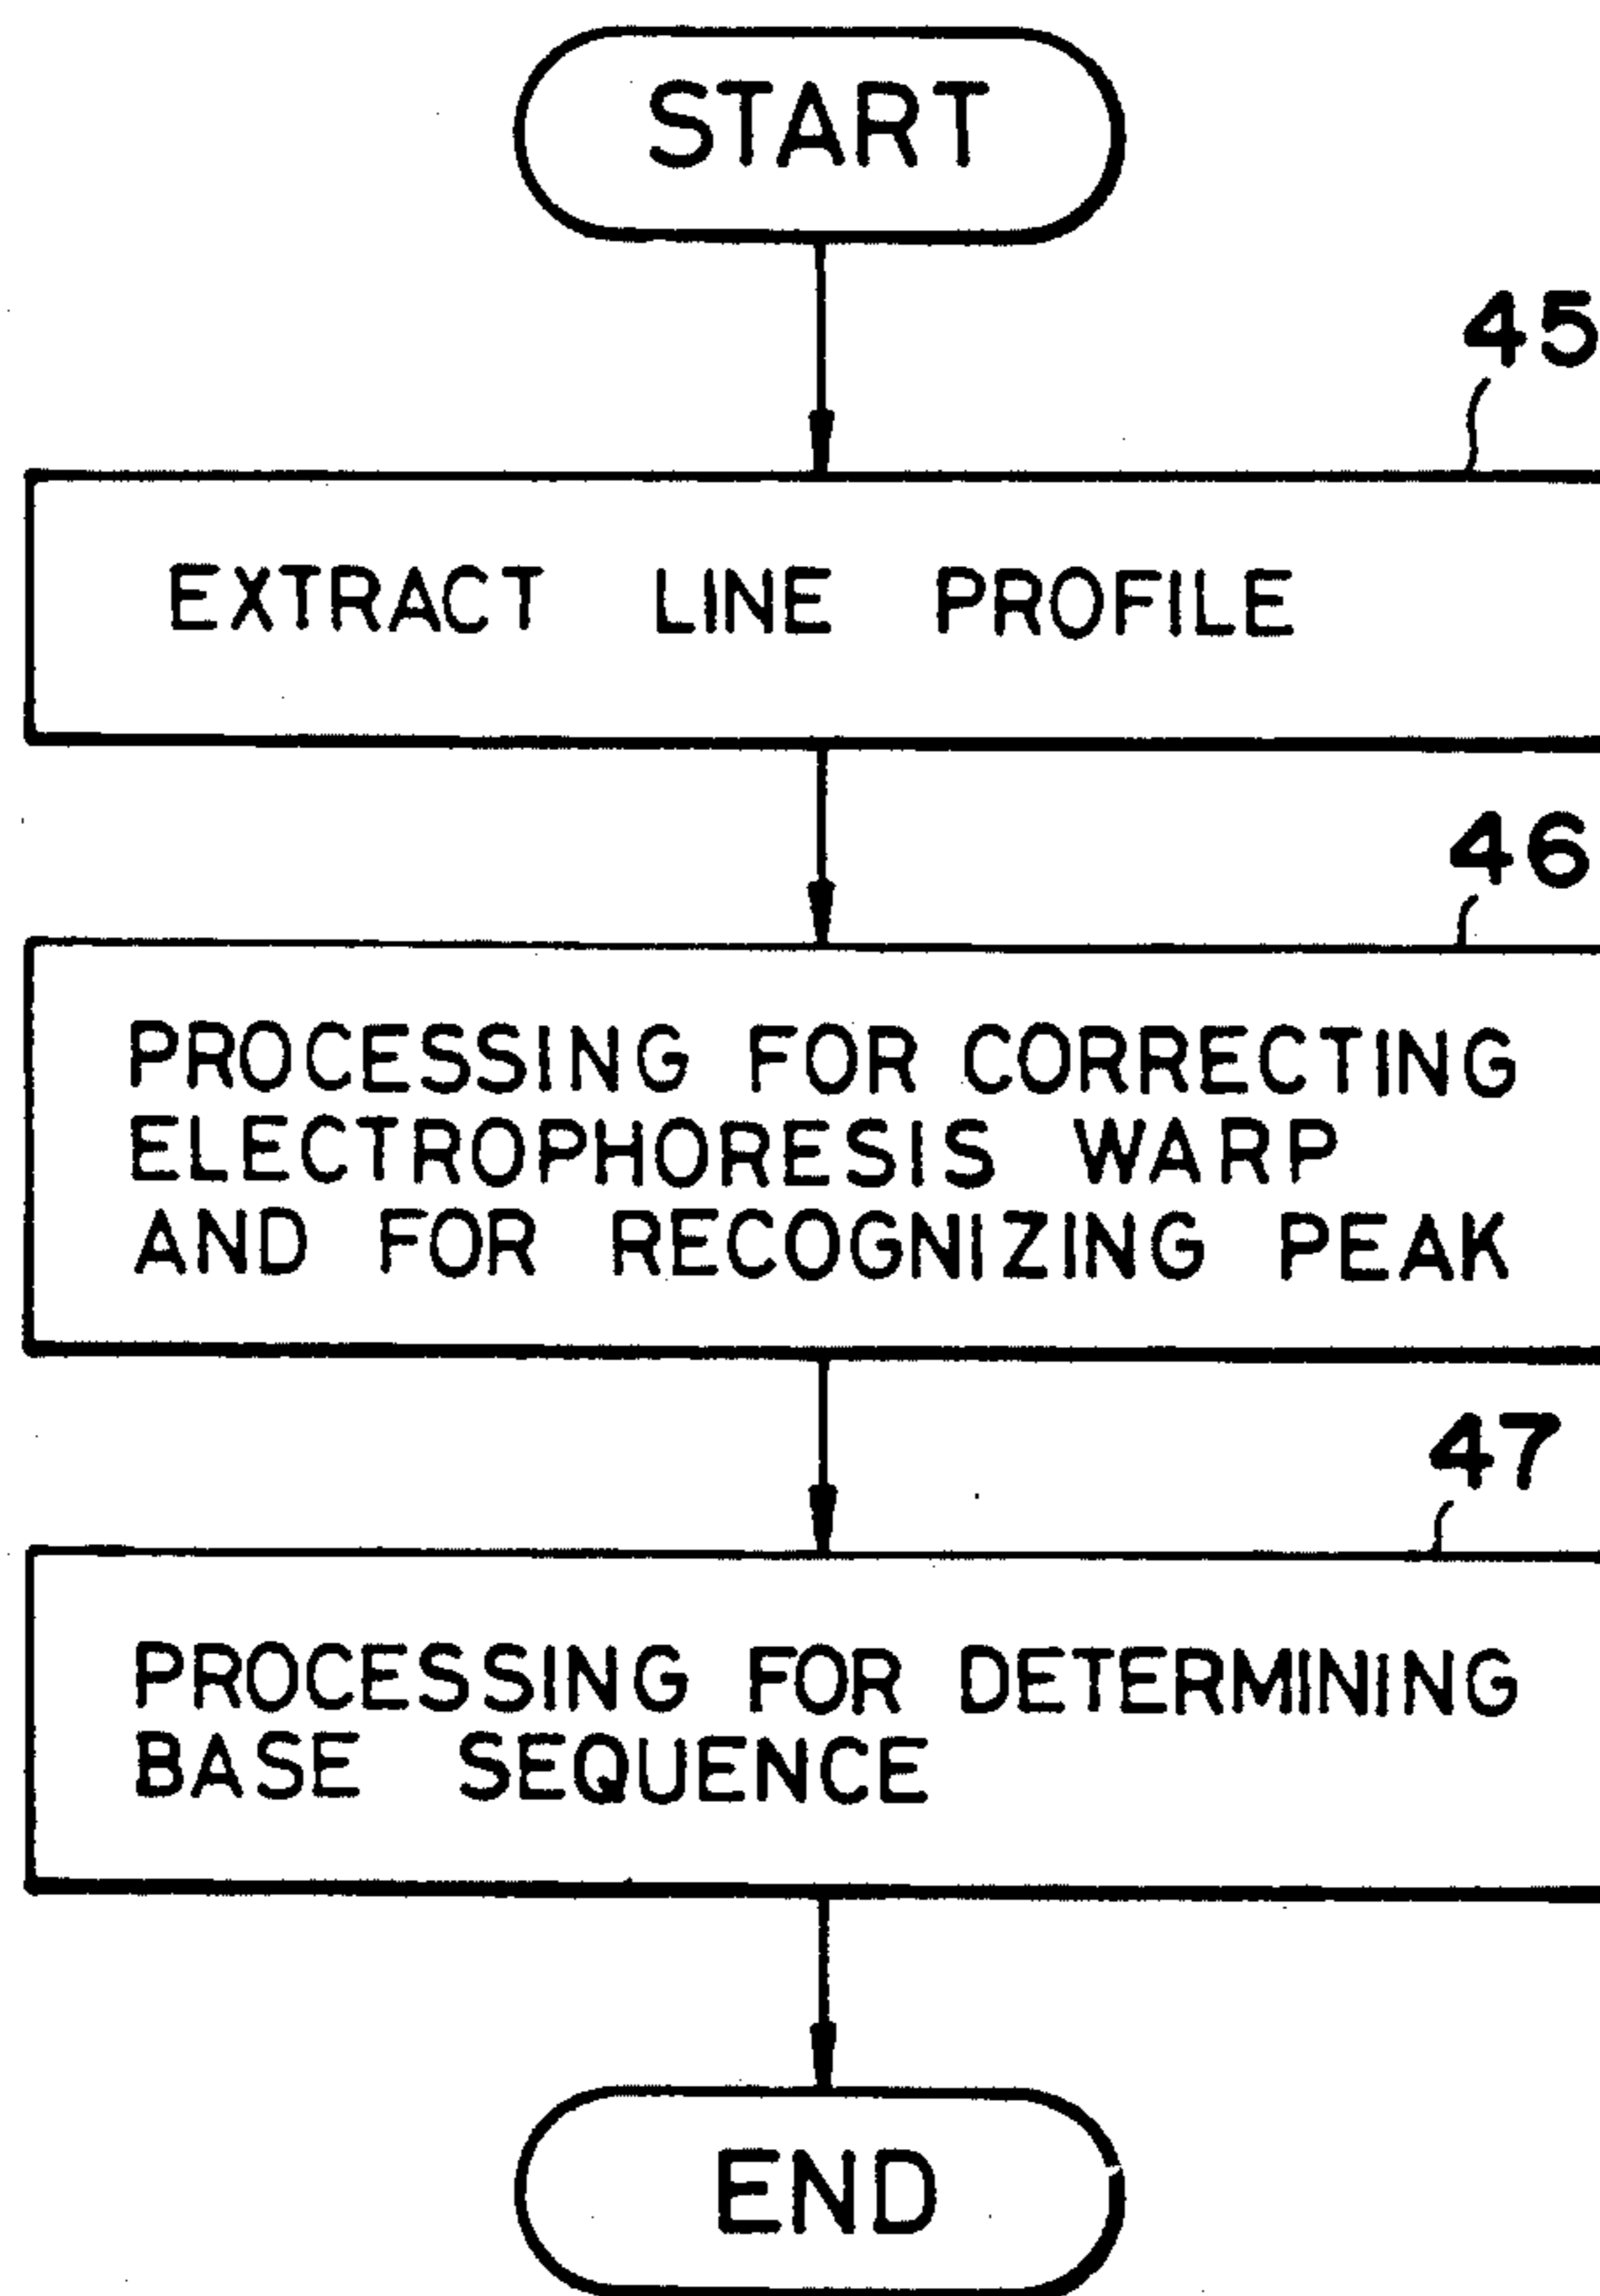 START
45
EXTRACT LINE PROFILE
46
PROCESSING FOR CORRECTING
ELECTROPHORESIS WARP
AND FOR RECOGNIZING PEAK
47
PROCESSING FOR DETERMINING
BASE SEQUENCE
END